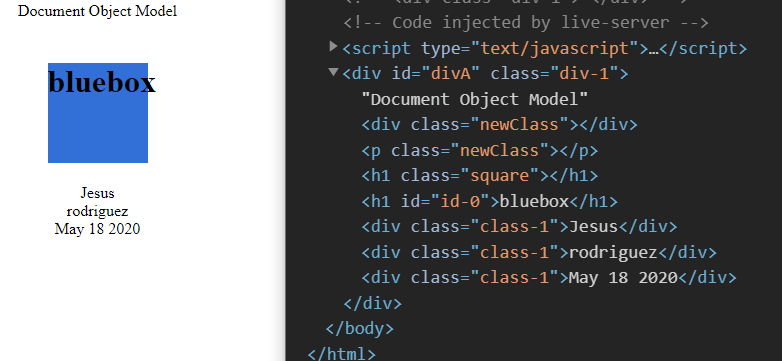 Document Object Model
bluebox
Jesus
rodriguez
May 18 2020
<!-- Code injected by live-server -->
<script type="text/javascript">…</script>
<div id="divA" class="div-1">
"Document Object Model"
<div class="newClass"></div>
<p class="newClass"></p>
<h1 class="square"></h1>
<h1 id="id-0">bluebox</h1>
<div class="class-1">Jesus</div>
<div class="class-1">rodriguez</div>
<div class="class-1">May 18 2020</div>
</div>
</body>
</html>